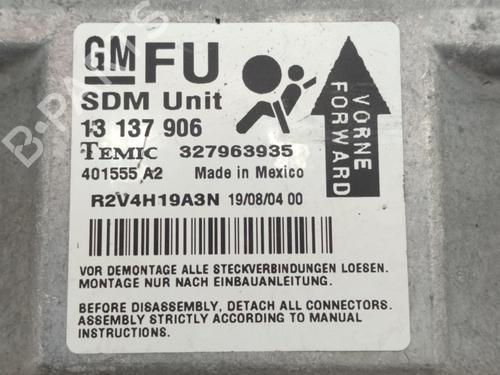 GM FU
SDM Unit
13 137 906
TEMIC 327963935
401555 A2 Made in Mexico
R2V4H19A3N 19/08/04 00
VORNE
FORWARD
VOR DEMONTAGE ALLE STECKVERBINDUNGEN LOESEN.
MONTAGE NUR NACH EINBAUANLEITUNG.
BEFORE DISASSEMBLY, DETACH ALL CONNECTORS.
ASSEMBLY STRICTLY ACCORDING TO MANUAL
INSTRUCTIONS.
B-PARTS